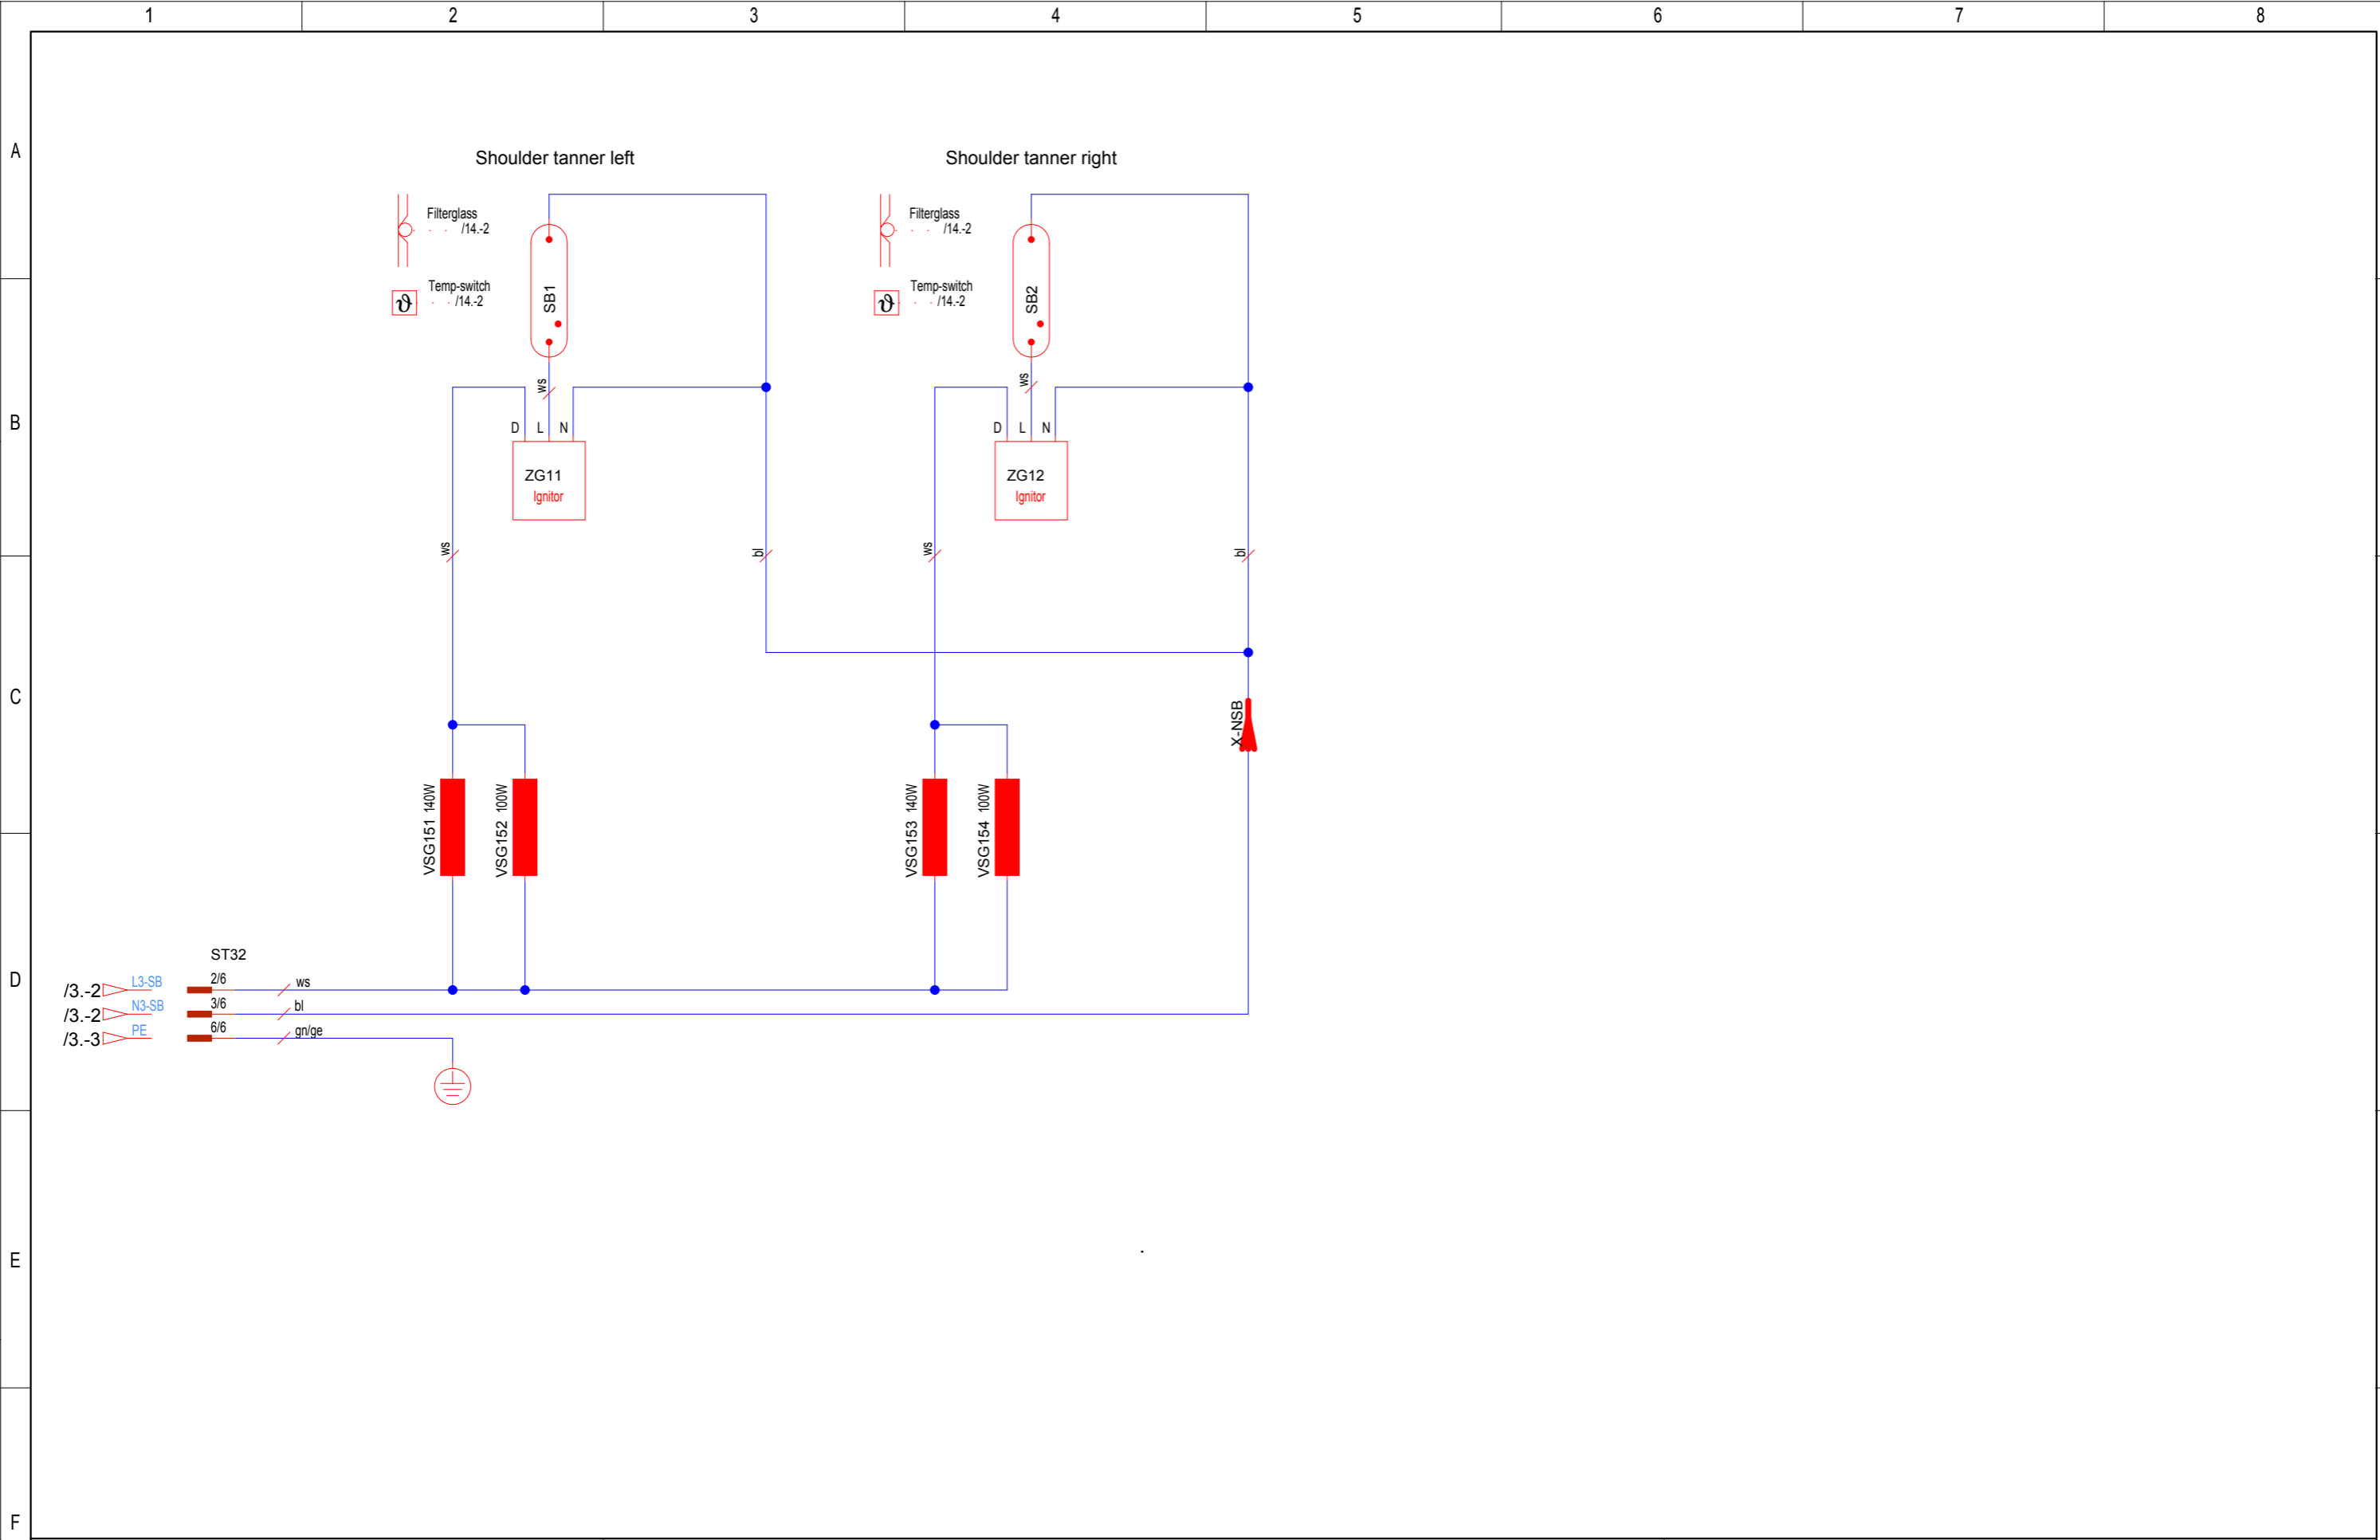 1 2 3 4 5 6 7 8
A
Shoulder tanner left
Shoulder tanner right
Filterglass
/14.-2
Filterglass
/14.-2
Temp-switch
/14.-2
Temp-switch
/14.-2
ϑ
ϑ
SB1
SB2
ws
ws
B
D L N
D L N
ZG11
Ignitor
ZG12
Ignitor
ws
bl
ws
bl
C
X-NSB
VSG151 140W
VSG152 100W
VSG153 140W
VSG154 100W
ST32
D
/3.-2 L3-SB 2/6 ws
/3.-2 N3-SB 3/6 bl
/3.-3 PE 6/6 gn/ge
E
F